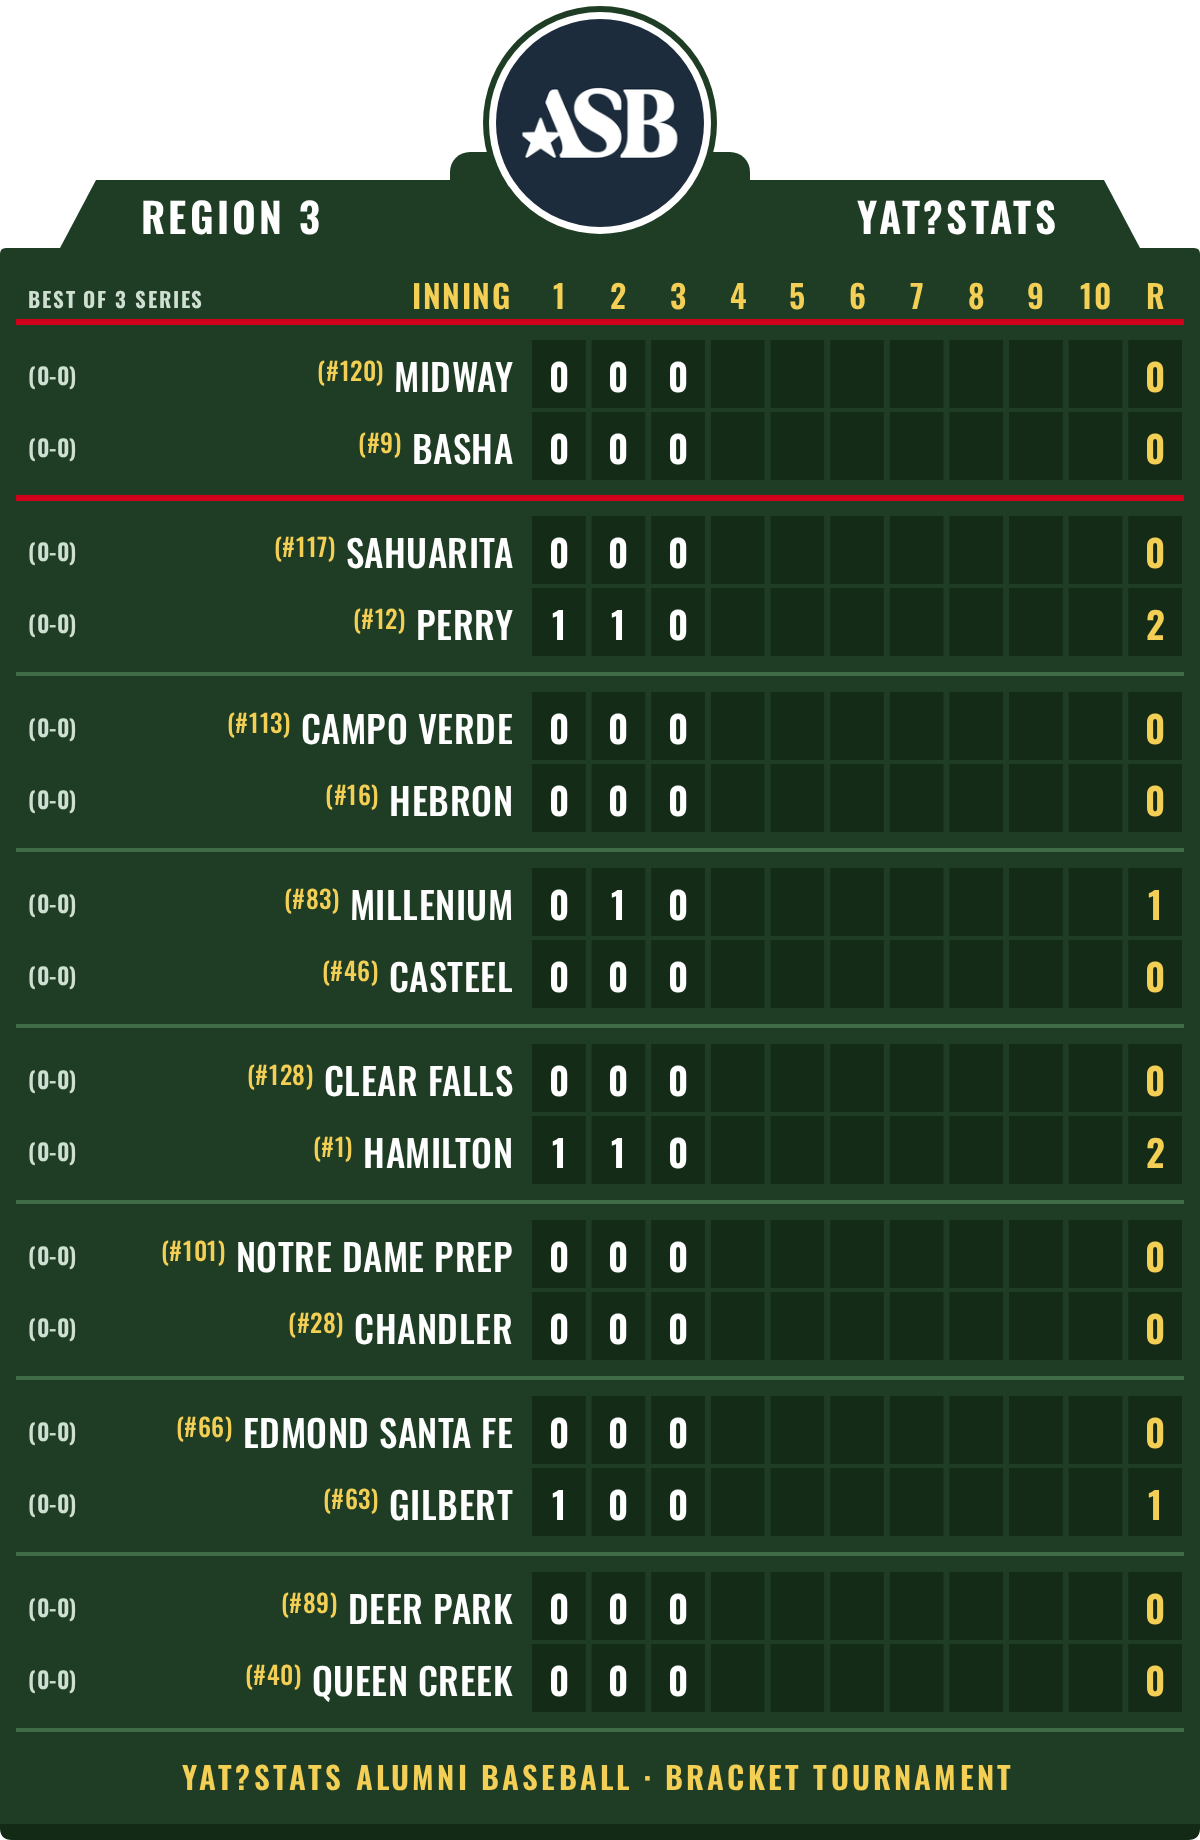 ASB
REGION 3 YAT?STATS
BEST OF 3 SERIES INNING 1 2 3 4 5 6 7 8 9 10 R
(0-0) (#120) MIDWAY 0 0 0 0
(0-0) (#9) BASHA 0 0 0 0
(0-0) (#117) SAHUARITA 0 0 0 0
(0-0) (#12) PERRY 1 1 0 2
(0-0) (#113) CAMPO VERDE 0 0 0 0
(0-0) (#16) HEBRON 0 0 0 0
(0-0) (#83) MILLENIUM 0 1 0 1
(0-0) (#46) CASTEEL 0 0 0 0
(0-0) (#128) CLEAR FALLS 0 0 0 0
(0-0) (#1) HAMILTON 1 1 0 2
(0-0) (#101) NOTRE DAME PREP 0 0 0 0
(0-0) (#28) CHANDLER 0 0 0 0
(0-0) (#66) EDMOND SANTA FE 0 0 0 0
(0-0) (#63) GILBERT 1 0 0 1
(0-0) (#89) DEER PARK 0 0 0 0
(0-0) (#40) QUEEN CREEK 0 0 0 0
YAT?STATS ALUMNI BASEBALL · BRACKET TOURNAMENT